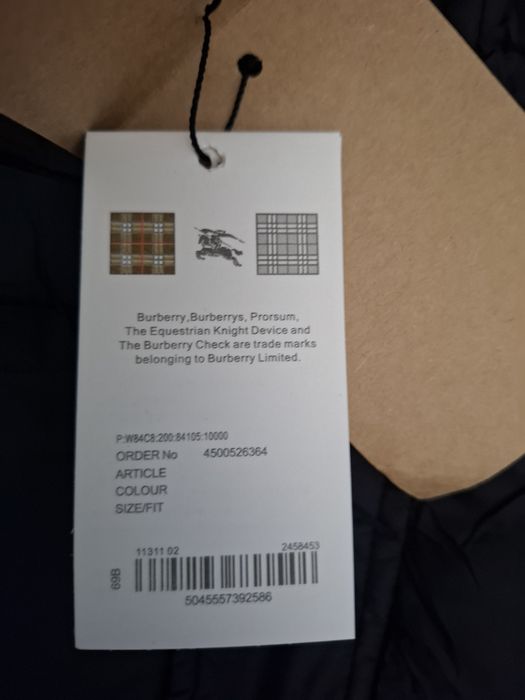 Burberry,Burberrys, Prorsum,
The Equestrian Knight Device and
The Burberry Check are trade marks
belonging to Burberry Limited.
P:W84C8:200:84105:10000
ORDER No 4500526364
ARTICLE
COLOUR
SIZE/FIT
11311 02 2458453
69B
5045557392586